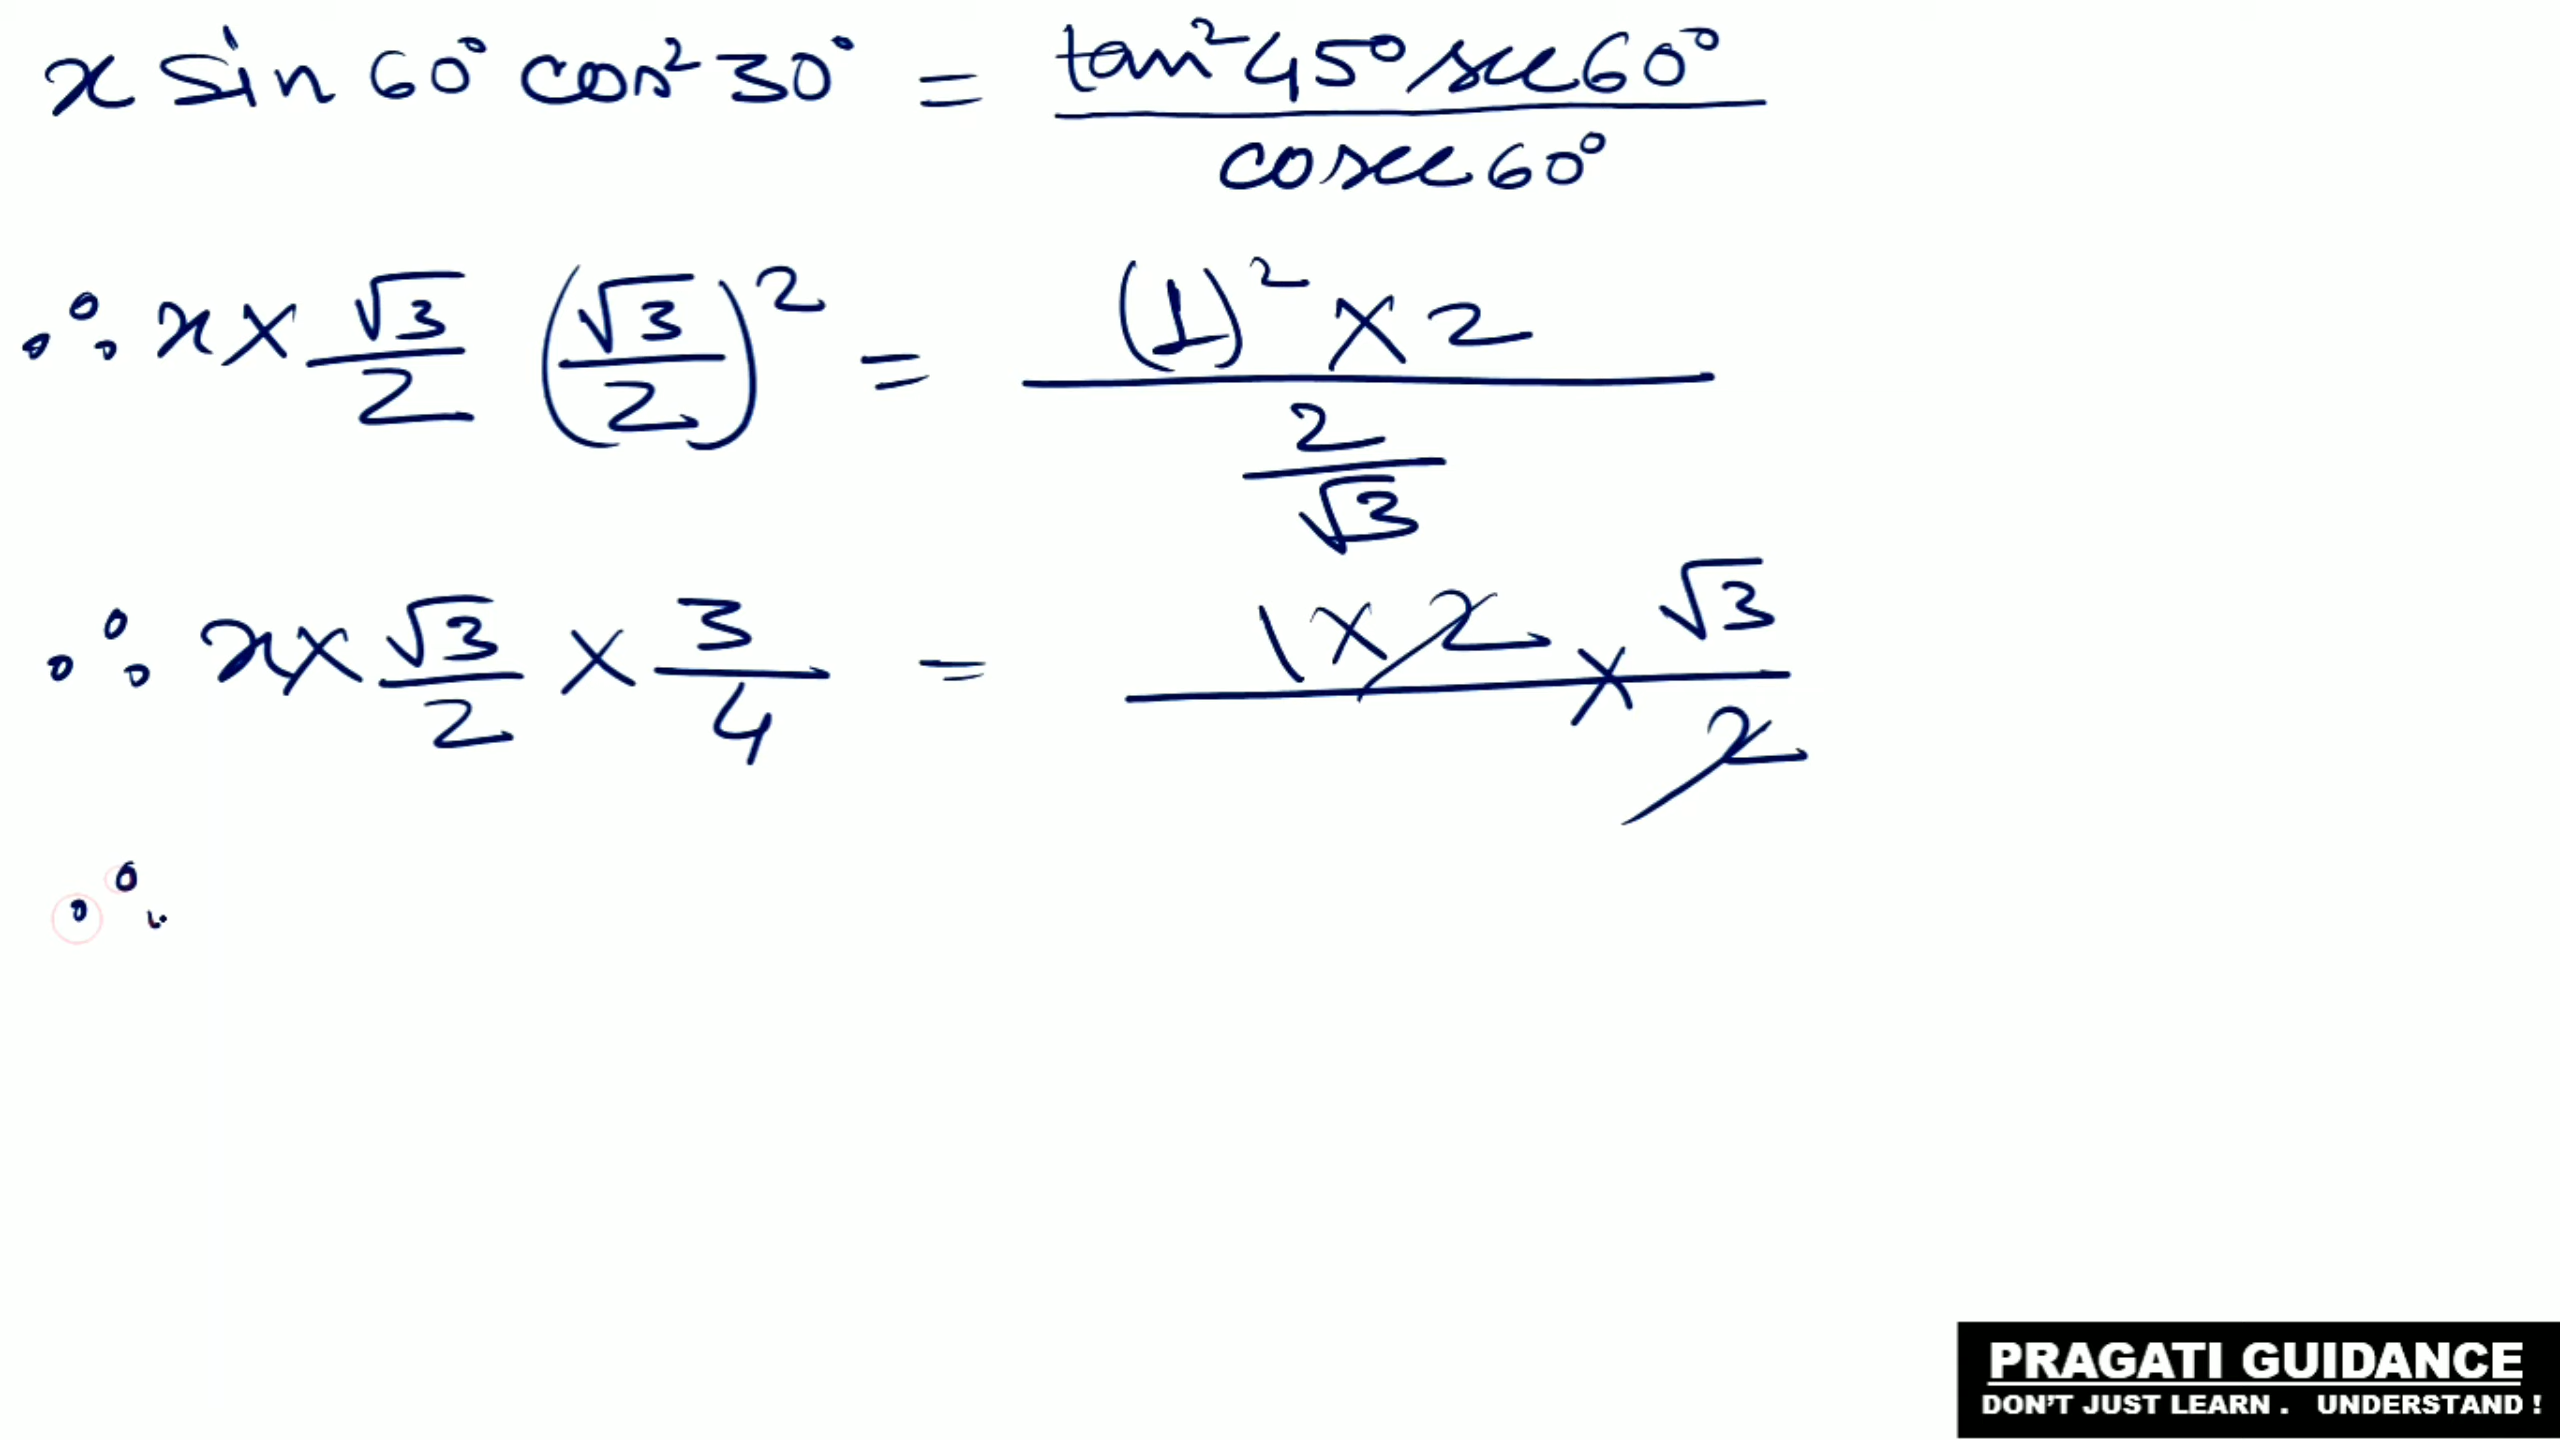 x sin 60° cos² 30° = tan² 45° sec 60° / cosec 60°
∴ x × √3/2 (√3/2)² = (1)² × 2 / (2/√3)
∴ x × √3/2 × 3/4 = 1 × 2 × √3/2
∴
PRAGATI GUIDANCE
DON'T JUST LEARN . UNDERSTAND !